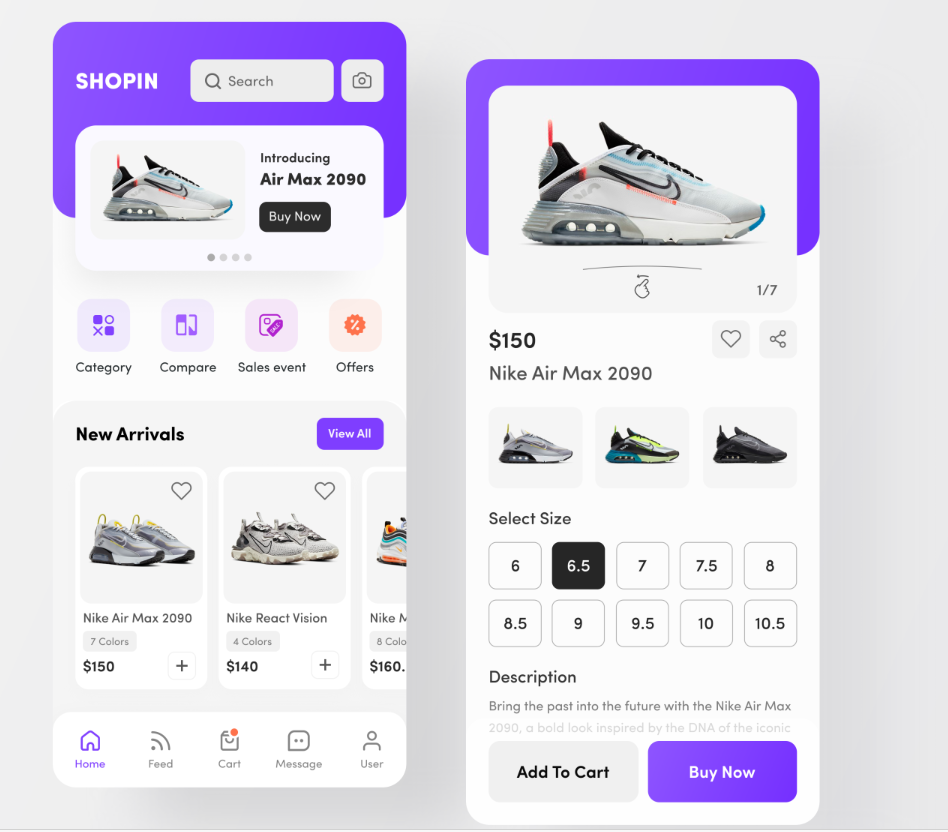 SHOPIN
Search
Introducing
Air Max 2090
Buy Now
SALE
Category
Compare
Sales event
Offers
New Arrivals
View All
Nike Air Max 2090
7 Colors
$150
+
Nike React Vision
4 Colors
$140
+
Nike M
8 Colo
$160.
Home
Feed
Cart
Message
User
1/7
$150
Nike Air Max 2090
Select Size
6
6.5
7
7.5
8
8.5
9
9.5
10
10.5
Description
Bring the past into the future with the Nike Air Max
2090, a bold look inspired by the DNA of the iconic
Add To Cart
Buy Now